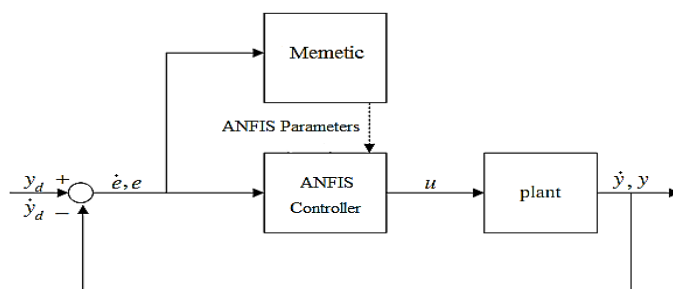 Memetic
ANFIS Parameters
y_d +
ẏ_d −
ė, e
ANFIS
Controller
u
plant
ẏ, y